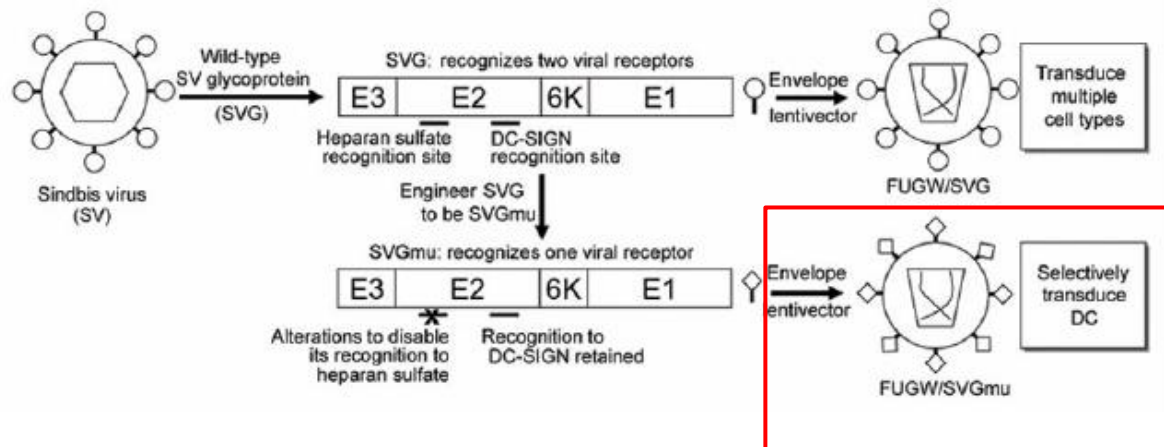 Sindbis virus
(SV)
Wild-type
SV glycoprotein
(SVG)
SVG: recognizes two viral receptors
E3 E2 6K E1
Heparan sulfate
recognition site
DC-SIGN
recognition site
Envelope
lentivector
FUGW/SVG
Transduce
multiple
cell types
Engineer SVG
to be SVGmu
SVGmu: recognizes one viral receptor
E3 E2 6K E1
Alterations to disable
its recognition to
heparan sulfate
Recognition to
DC-SIGN retained
Envelope
entivector
FUGW/SVGmu
Selectively
transduce
DC